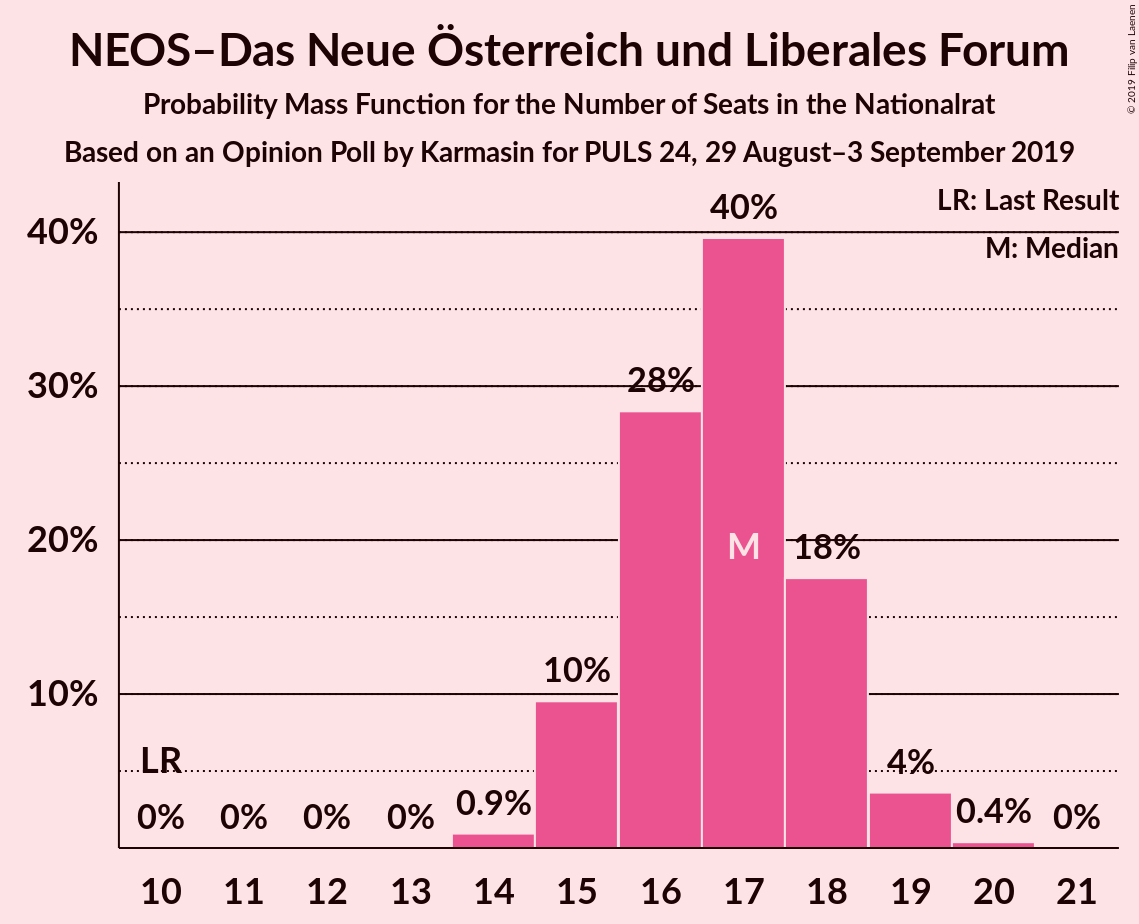 NEOS–Das Neue Österreich und Liberales Forum
Probability Mass Function for the Number of Seats in the Nationalrat
Based on an Opinion Poll by Karmasin for PULS 24, 29 August–3 September 2019
© 2019 Filip van Laenen
LR: Last Result
M: Median
40%
30%
20%
10%
LR
0%
0%
0%
0%
0.9%
10%
28%
40%
M
18%
4%
0.4%
0%
10 11 12 13 14 15 16 17 18 19 20 21